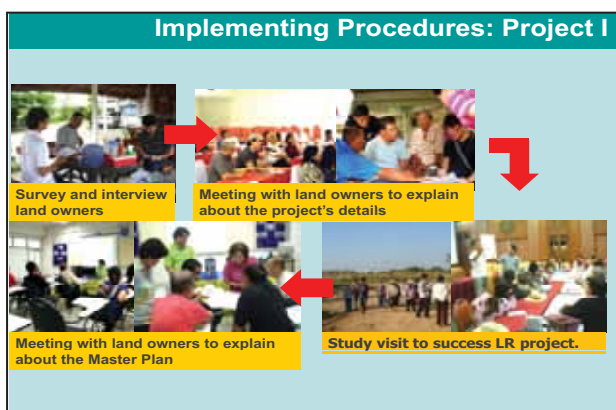 Implementing Procedures: Project I
Survey and interview
land owners
Meeting with land owners to explain
about the project's details
Study visit to success LR project.
Meeting with land owners to explain
about the Master Plan